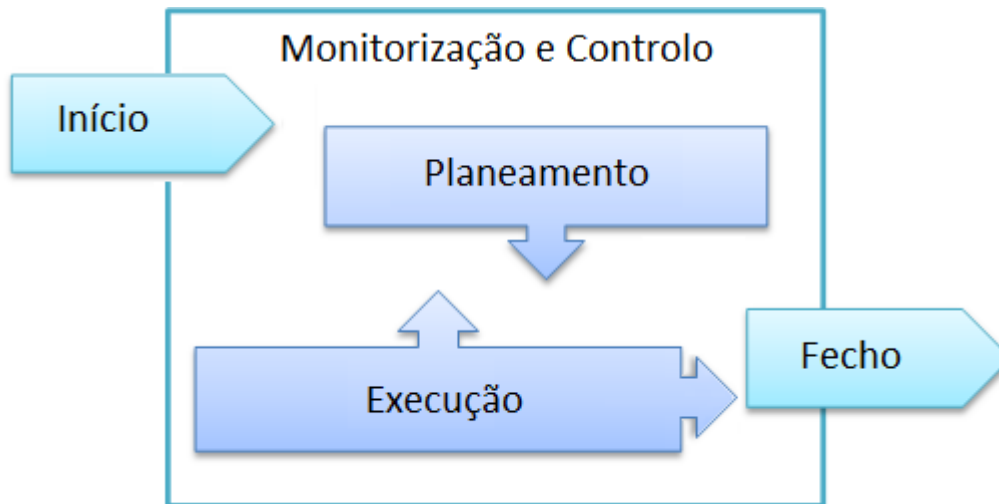 Monitorização e Controlo
Início
Planeamento
Execução
Fecho